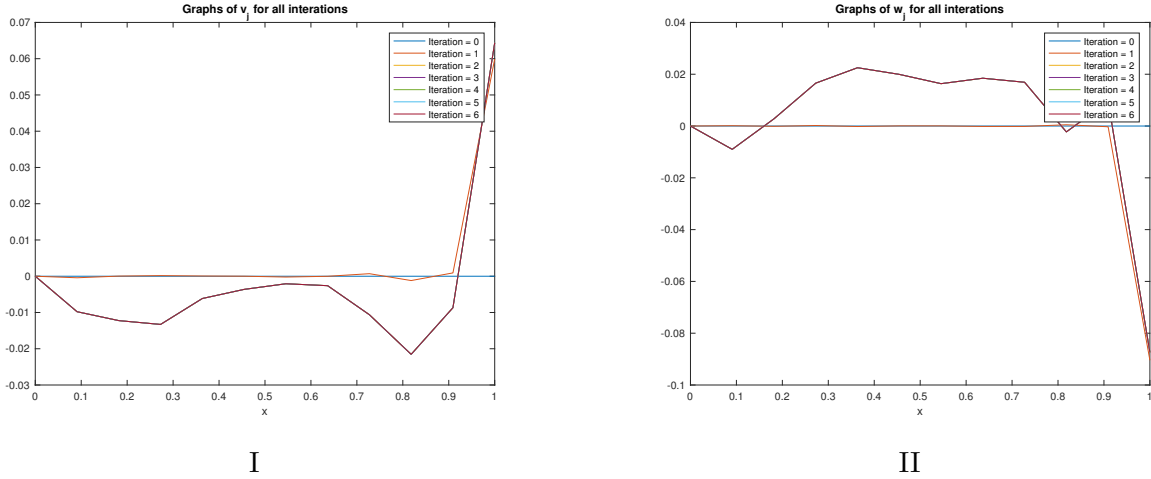 Graphs of v_j for all interations
0.07
0.06
0.05
0.04
0.03
0.02
0.01
0
-0.01
-0.02
-0.03
0 0.1 0.2 0.3 0.4 0.5 0.6 0.7 0.8 0.9 1
x
Iteration = 0
Iteration = 1
Iteration = 2
Iteration = 3
Iteration = 4
Iteration = 5
Iteration = 6
I
Graphs of w_j for all interations
0.04
0.02
0
-0.02
-0.04
-0.06
-0.08
-0.1
0 0.1 0.2 0.3 0.4 0.5 0.6 0.7 0.8 0.9 1
x
Iteration = 0
Iteration = 1
Iteration = 2
Iteration = 3
Iteration = 4
Iteration = 5
Iteration = 6
II